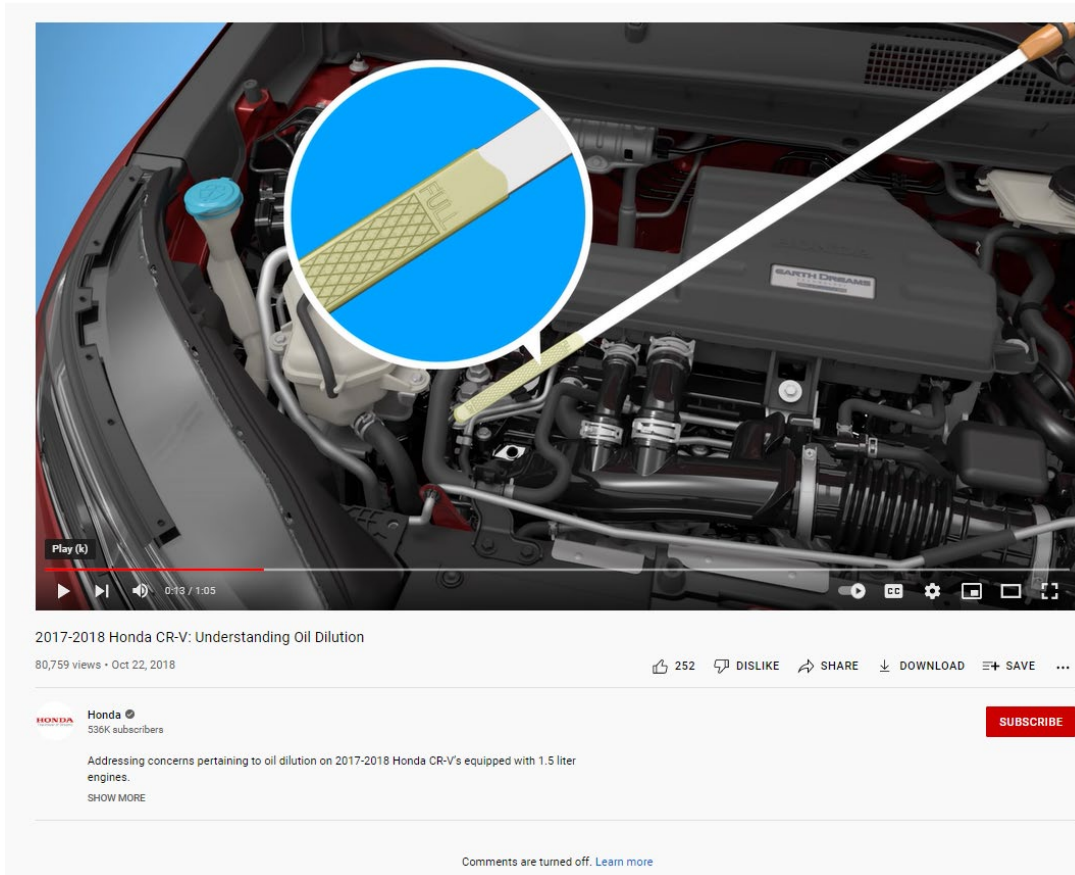 FULL
EARTH DREAMS
TECHNOLOGY
Play (k)
0:13 / 1:05
CC
2017-2018 Honda CR-V: Understanding Oil Dilution
80,759 views • Oct 22, 2018
252 DISLIKE SHARE DOWNLOAD SAVE ...
HONDA
Honda
536K subscribers
SUBSCRIBE
Addressing concerns pertaining to oil dilution on 2017-2018 Honda CR-V's equipped with 1.5 liter
engines.
SHOW MORE
Comments are turned off. Learn more